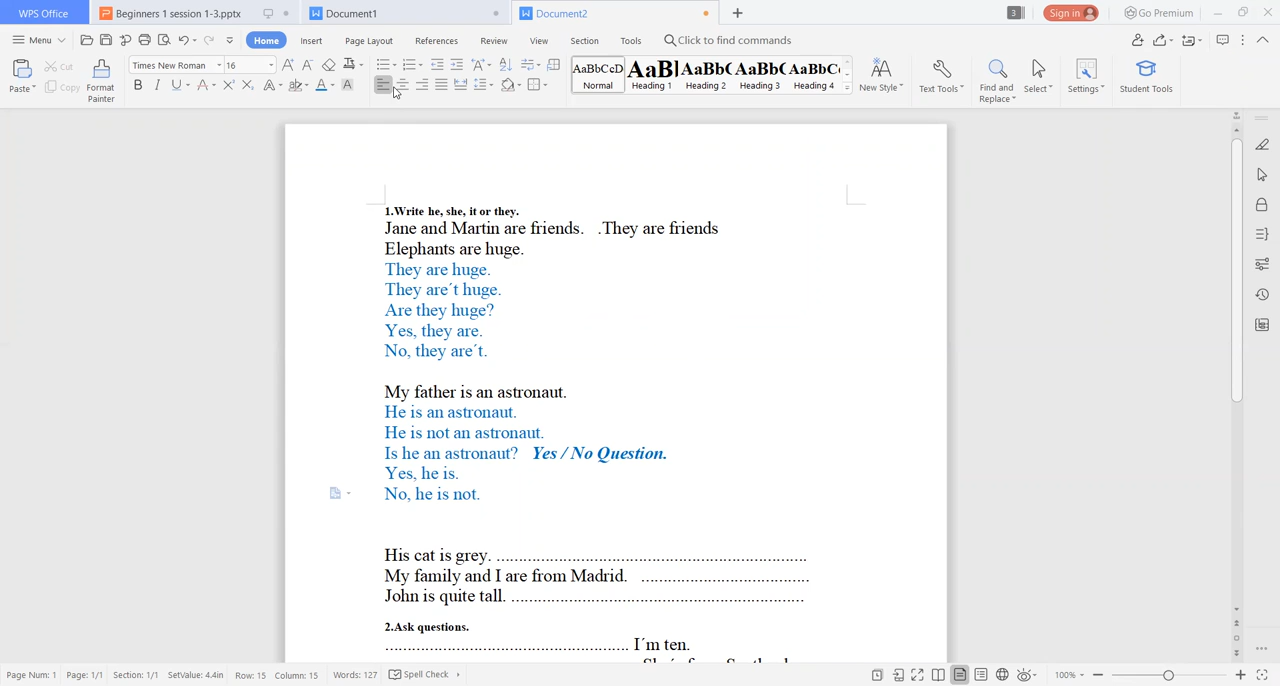 WPS Office
Beginners 1 session 1-3.pptx
Document1
Document2
3
Sign in
Go Premium
Menu
Home
Insert
Page Layout
References
Review
View
Section
Tools
Click to find commands
Paste
Cut
Copy
Format Painter
Times New Roman
16
AaBbCcD
Normal
AaBl
Heading 1
AaBb(
Heading 2
AaBb(
Heading 3
AaBbC
Heading 4
New Style
Text Tools
Find and Replace
Select
Settings
Student Tools
1.Write he, she, it or they.
Jane and Martin are friends. .They are friends
Elephants are huge.
They are huge.
They are´t huge.
Are they huge?
Yes, they are.
No, they are´t.
My father is an astronaut.
He is an astronaut.
He is not an astronaut.
Is he an astronaut? Yes / No Question.
Yes, he is.
No, he is not.
His cat is grey. ......................................................................
My family and I are from Madrid. ......................................
John is quite tall. .................................................................
2.Ask questions.
...................................................... I´m ten.
Page Num: 1
Page: 1/1
Section: 1/1
SetValue: 4.4in
Row: 15
Column: 15
Words: 127
Spell Check
100%